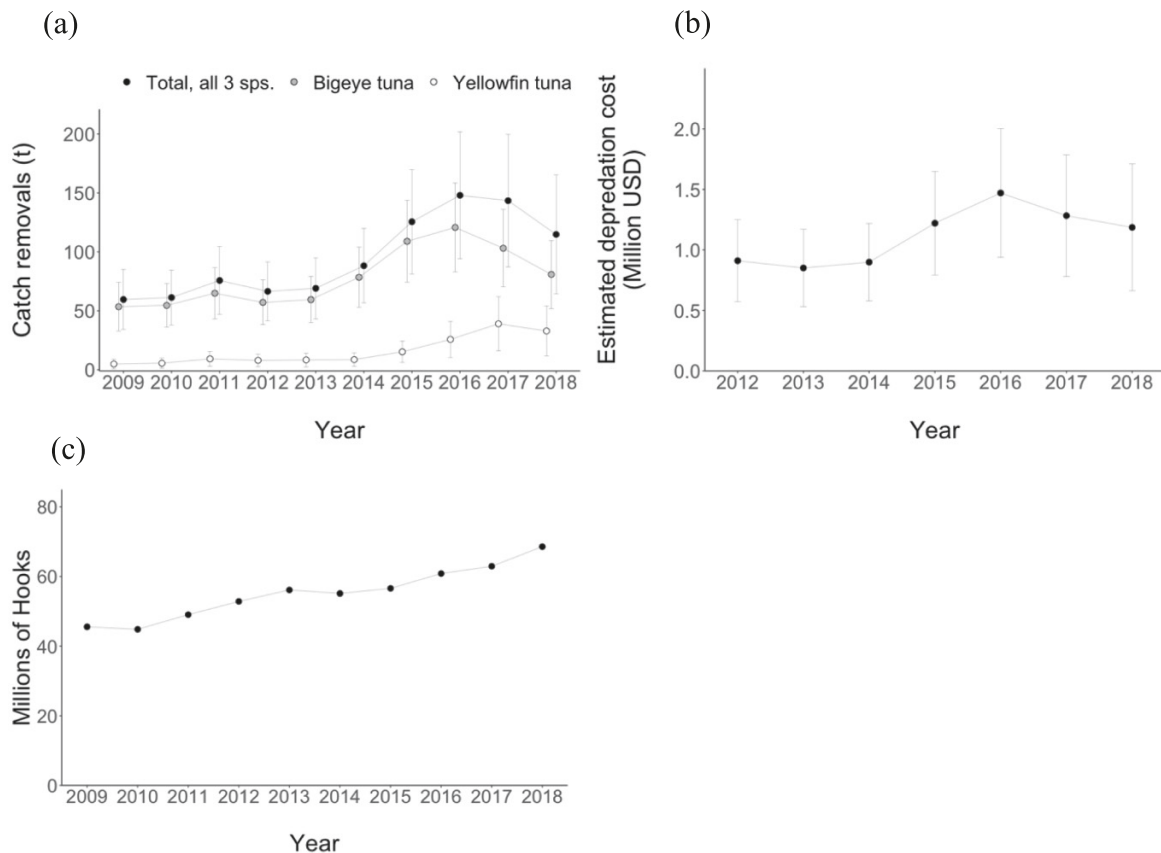 (a)
Total, all 3 sps. Bigeye tuna Yellowfin tuna
Catch removals (t)
200
150
100
50
0
2009 2010 2011 2012 2013 2014 2015 2016 2017 2018
Year
(b)
Estimated depredation cost
(Million USD)
2.0
1.5
1.0
0.5
0.0
2012 2013 2014 2015 2016 2017 2018
Year
(c)
Millions of Hooks
80
60
40
20
0
2009 2010 2011 2012 2013 2014 2015 2016 2017 2018
Year